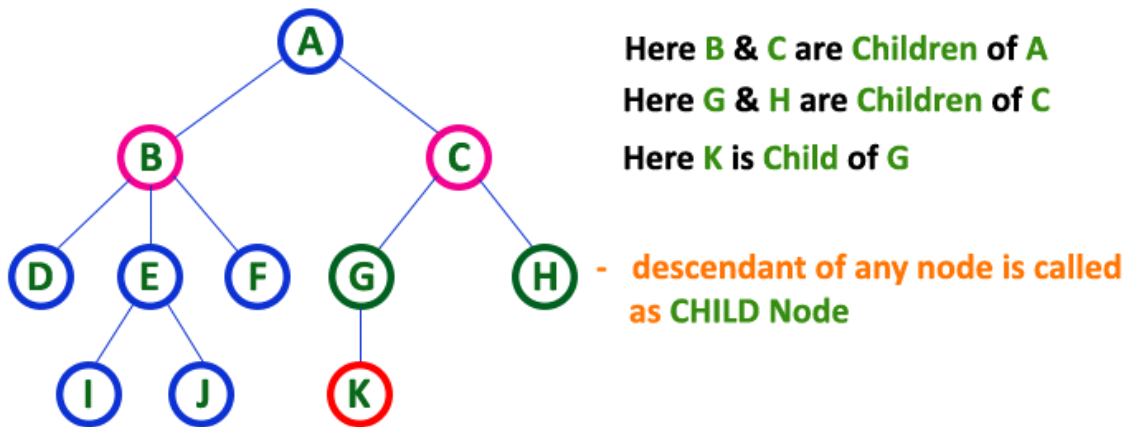 A
Here B & C are Children of A
Here G & H are Children of C
B
C
Here K is Child of G
D
E
F
G
H
- descendant of any node is called
as CHILD Node
I
J
K